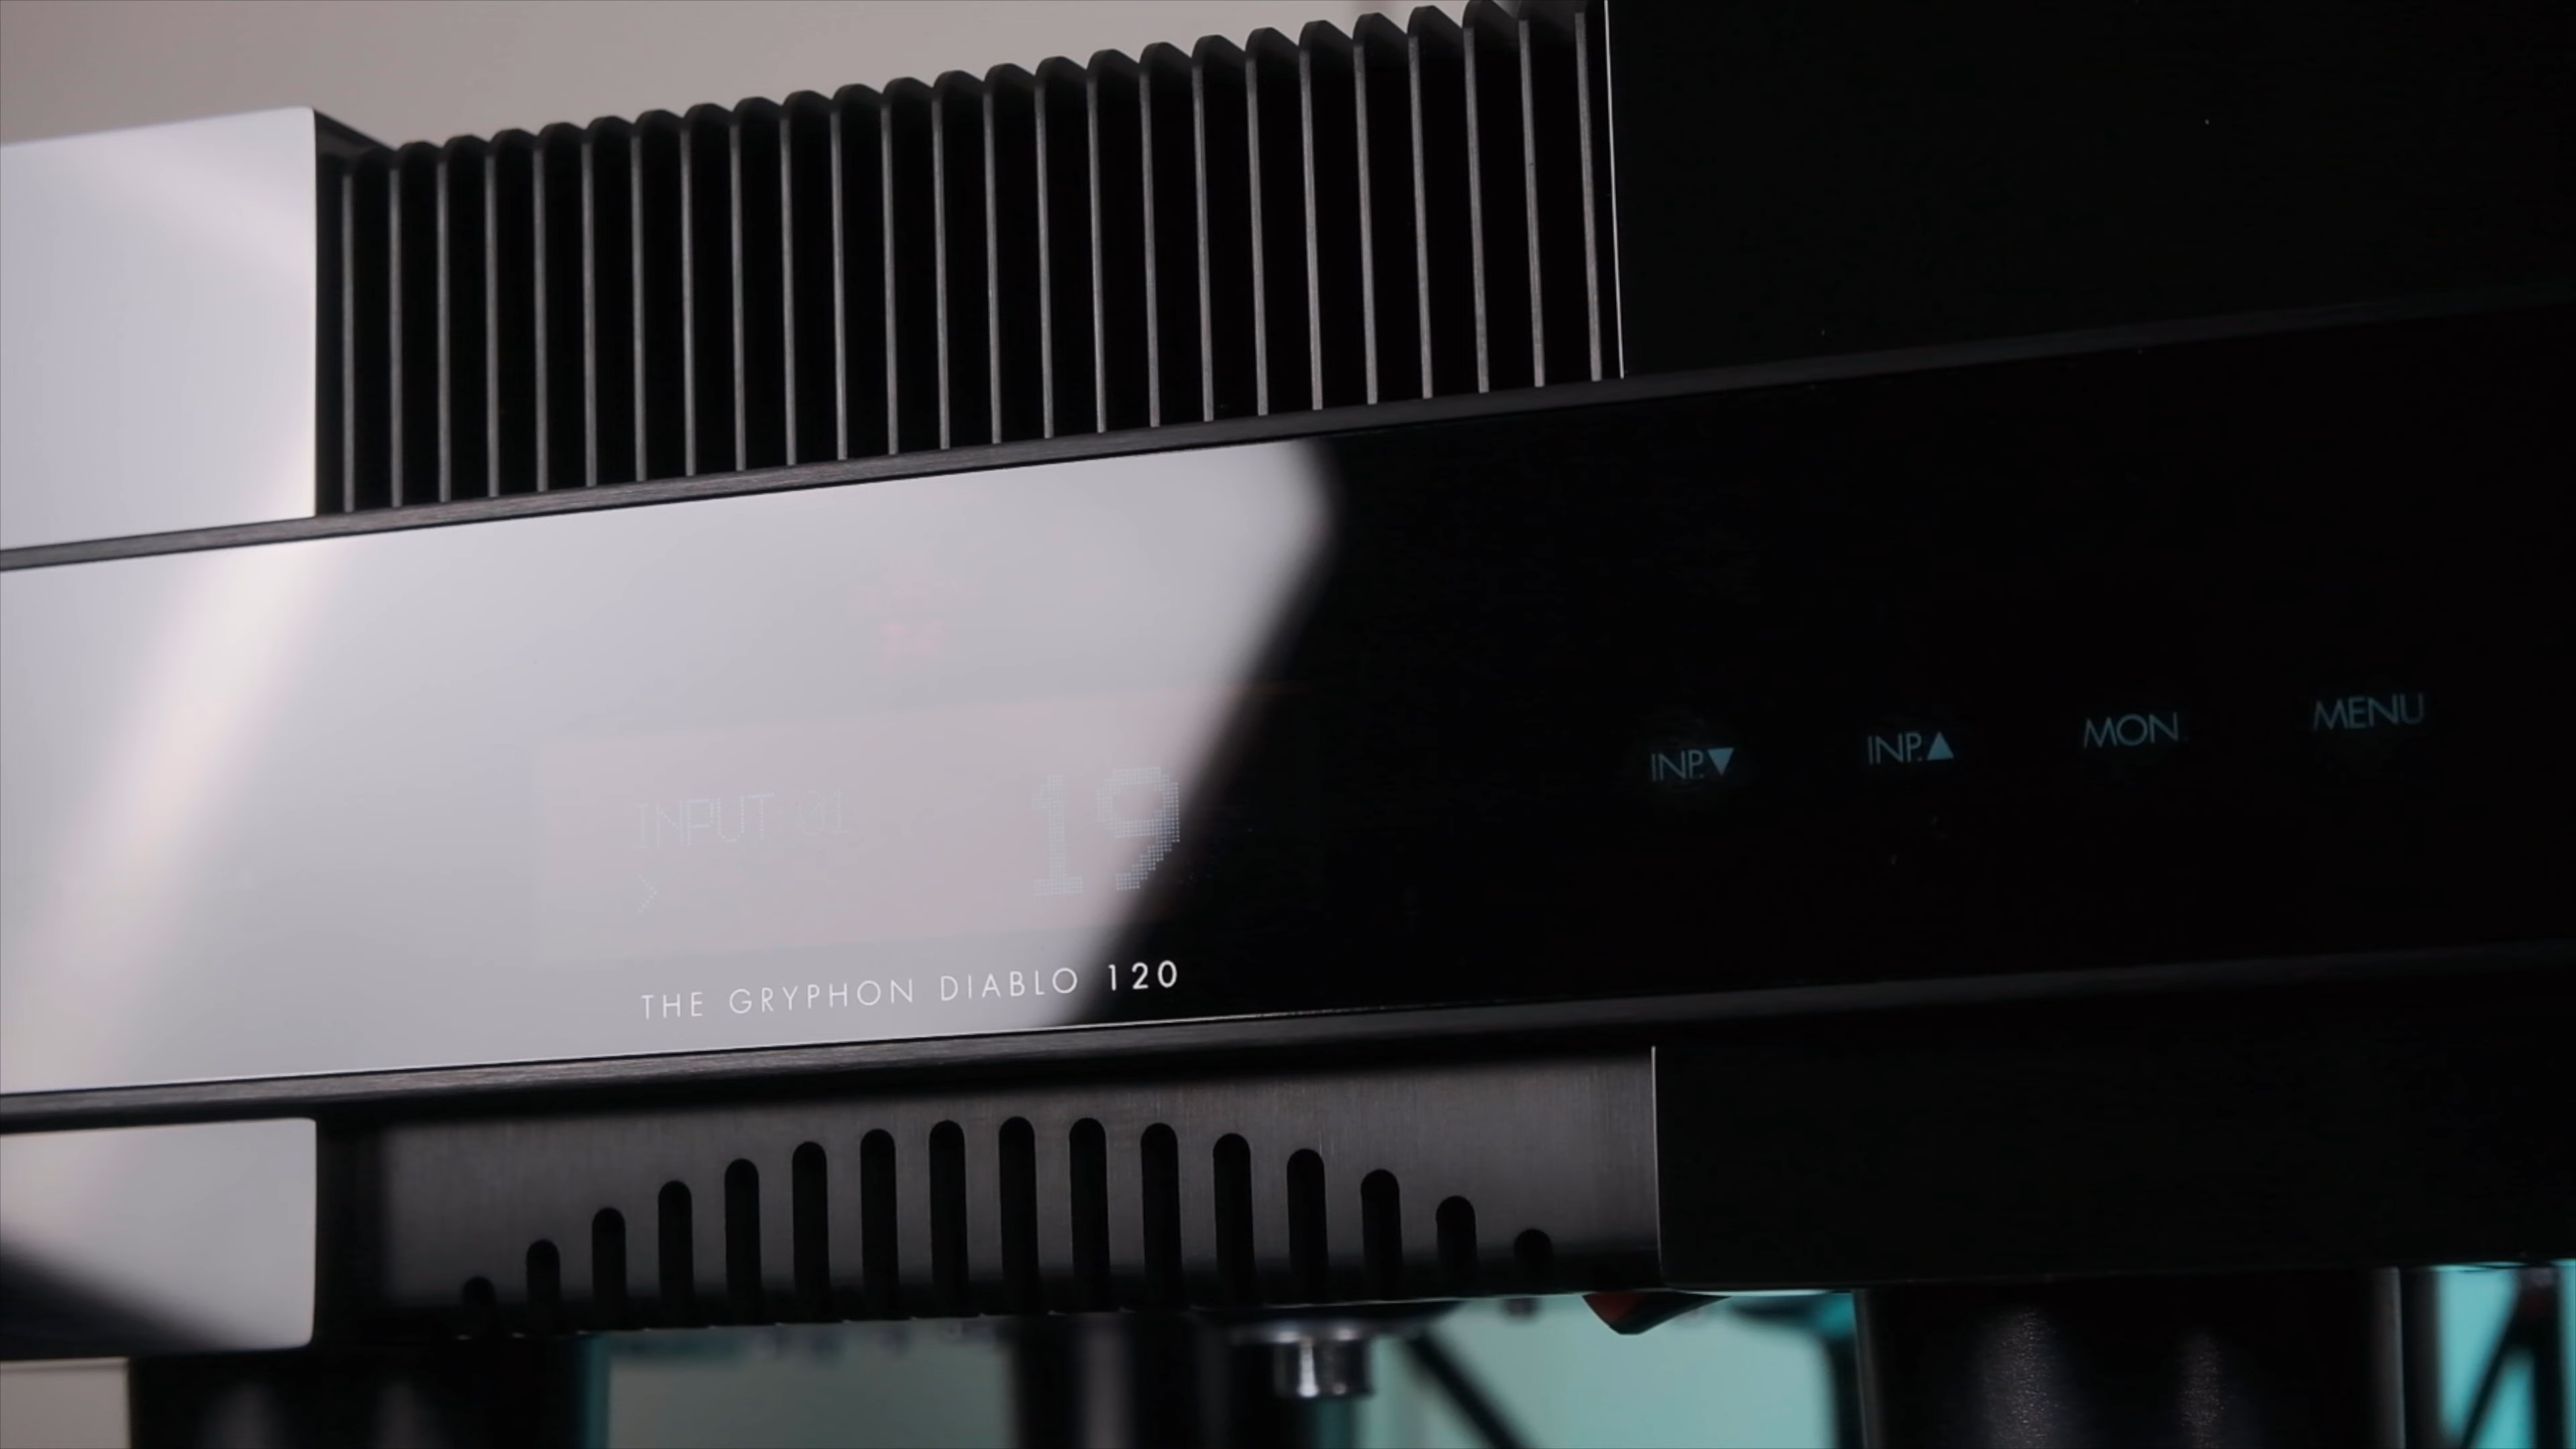 INPUT 01 19
>
INP.▼ INP.▲ MON. MENU
THE GRYPHON DIABLO 120